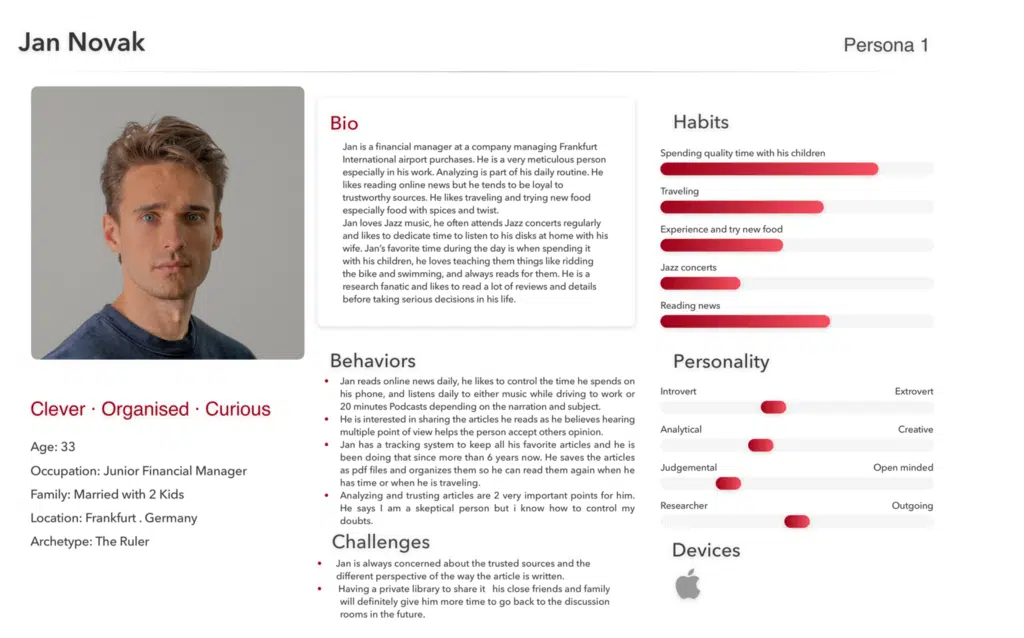 Jan Novak
Persona 1
Bio
Jan is a financial manager at a company managing Frankfurt
International airport purchases. He is a very meticulous person
especially in his work. Analyzing is part of his daily routine. He
likes reading online news but he tends to be loyal to
trustworthy sources. He likes traveling and trying new food
especially food with spices and twist.
Jan loves Jazz music, he often attends Jazz concerts regularly
and likes to dedicate time to listen to his disks at home with his
wife. Jan's favorite time during the day is when spending it
with his children, he loves teaching them things like ridding
the bike and swimming, and always reads for them. He is a
research fanatic and likes to read a lot of reviews and details
before taking serious decisions in his life.
Clever · Organised · Curious
Age: 33
Occupation: Junior Financial Manager
Family: Married with 2 Kids
Location: Frankfurt . Germany
Archetype: The Ruler
Behaviors
• Jan reads online news daily, he likes to control the time he spends on
his phone, and listens daily to either music while driving to work or
20 minutes Podcasts depending on the narration and subject.
• He is interested in sharing the articles he reads as he believes hearing
multiple point of view helps the person accept others opinion.
• Jan has a tracking system to keep all his favorite articles and he is
been doing that since more than 6 years now. He saves the articles
as pdf files and organizes them so he can read them again when he
has time or when he is traveling.
• Analyzing and trusting articles are 2 very important points for him.
He says I am a skeptical person but i know how to control my
doubts.
Challenges
• Jan is always concerned about the trusted sources and the
different perspective of the way the article is written.
• Having a private library to share it his close friends and family
will definitely give him more time to go back to the discussion
rooms in the future.
Habits
Spending quality time with his children
Traveling
Experience and try new food
Jazz concerts
Reading news
Personality
Introvert Extrovert
Analytical Creative
Judgemental Open minded
Researcher Outgoing
Devices